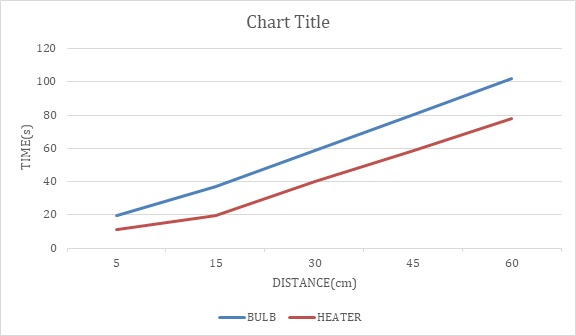 Chart Title
120
100
80
60
40
20
0
TIME(s)
5 15 30 45 60
DISTANCE(cm)
BULB HEATER